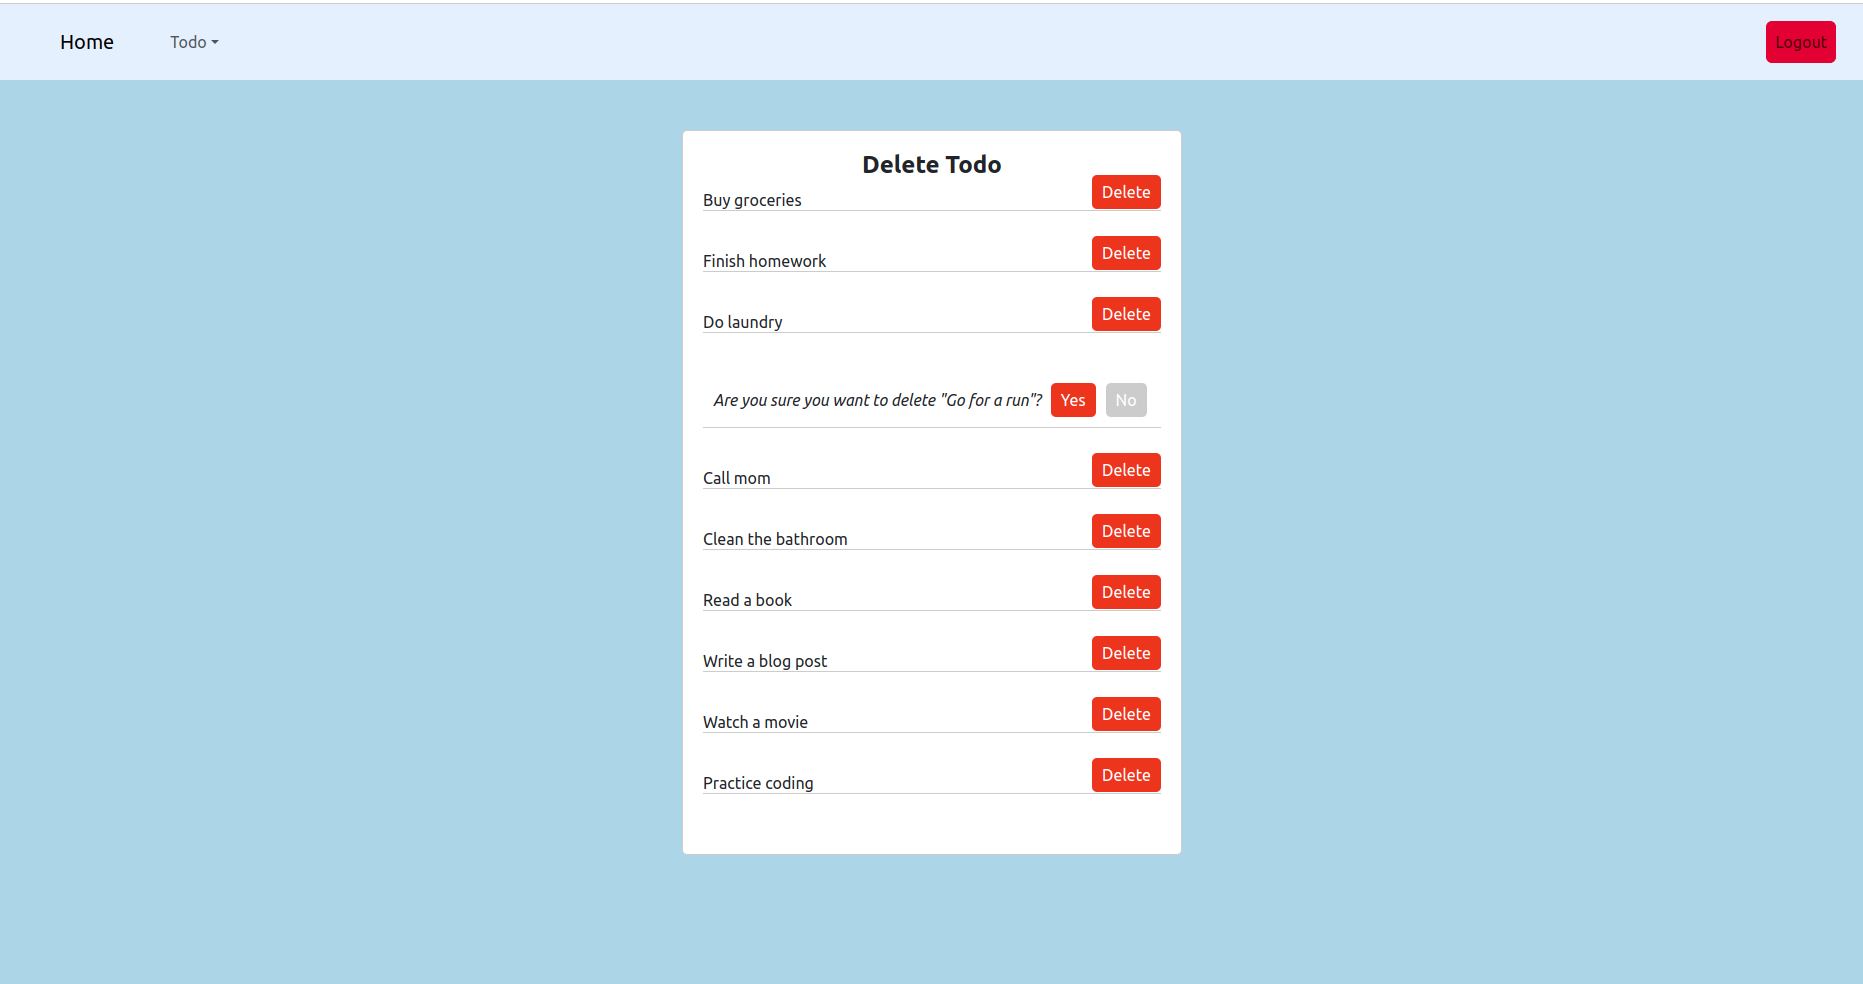 Home Todo Logout
Delete Todo
Buy groceries Delete
Finish homework Delete
Do laundry Delete
Are you sure you want to delete "Go for a run"? Yes No
Call mom Delete
Clean the bathroom Delete
Read a book Delete
Write a blog post Delete
Watch a movie Delete
Practice coding Delete